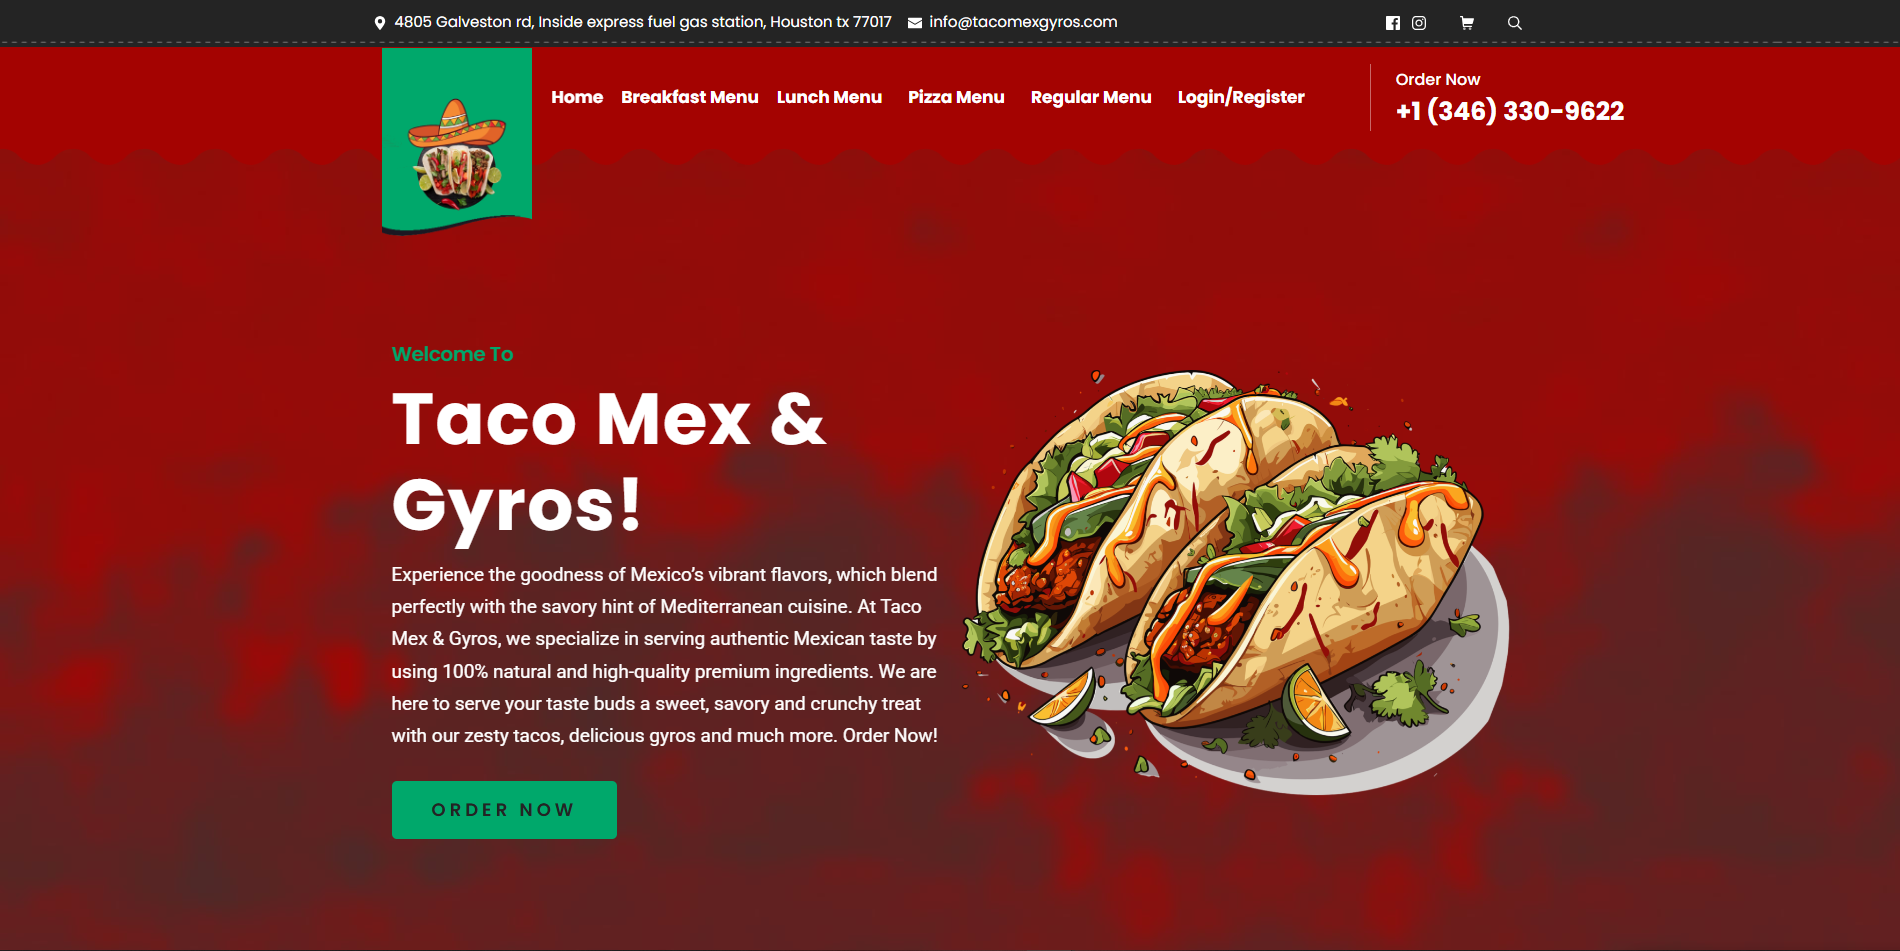 4805 Galveston rd, Inside express fuel gas station, Houston tx 77017 info@tacomexgyros.com
Home Breakfast Menu Lunch Menu Pizza Menu Regular Menu Login/Register
Order Now
+1 (346) 330-9622
Welcome To
Taco Mex &
Gyros!
Experience the goodness of Mexico’s vibrant flavors, which blend
perfectly with the savory hint of Mediterranean cuisine. At Taco
Mex & Gyros, we specialize in serving authentic Mexican taste by
using 100% natural and high-quality premium ingredients. We are
here to serve your taste buds a sweet, savory and crunchy treat
with our zesty tacos, delicious gyros and much more. Order Now!
ORDER NOW